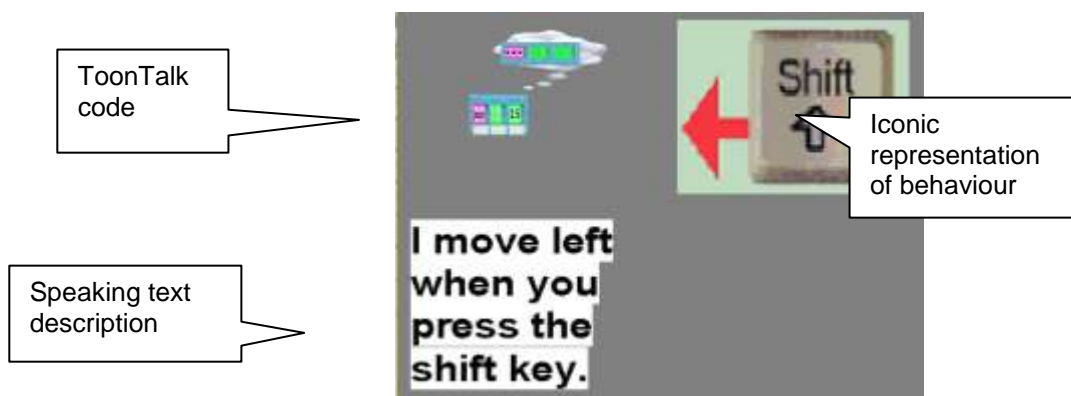 ToonTalk
code
Shift
Iconic
representation
of behaviour
I move left
when you
press the
shift key.
Speaking text
description